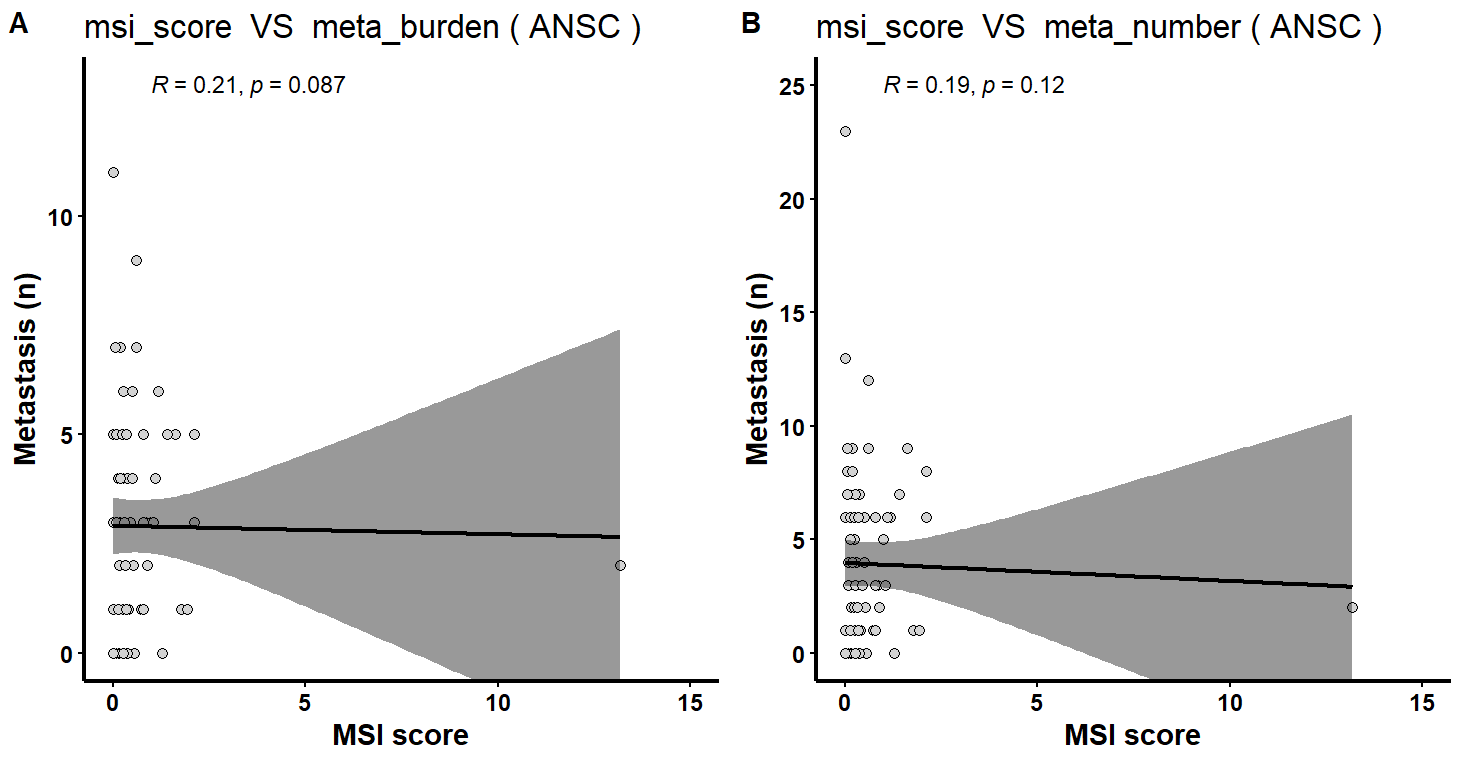 A
msi_score VS meta_burden ( ANSC )
R = 0.21, p = 0.087
10
5
0
Metastasis (n)
0 5 10 15
MSI score
B
msi_score VS meta_number ( ANSC )
R = 0.19, p = 0.12
25
20
15
10
5
0
Metastasis (n)
0 5 10 15
MSI score